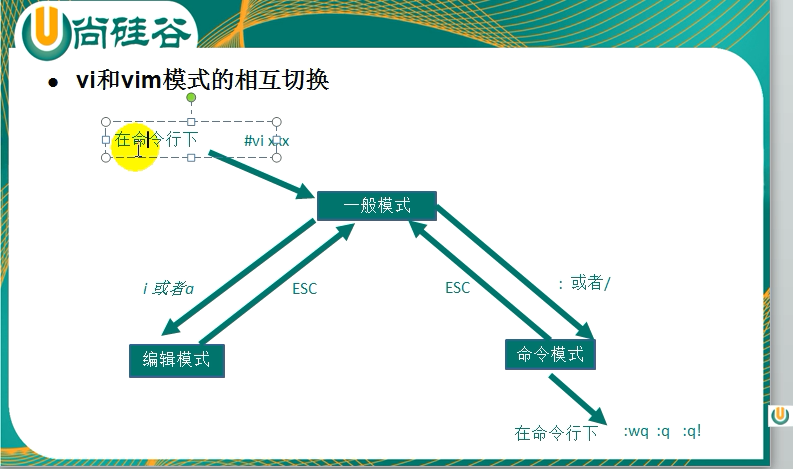 尚硅谷
vi和vim模式的相互切换
在命令行下 #vi xxx
一般模式
i 或者a
ESC
ESC
: 或者/
编辑模式
命令模式
在命令行下 :wq :q :q!